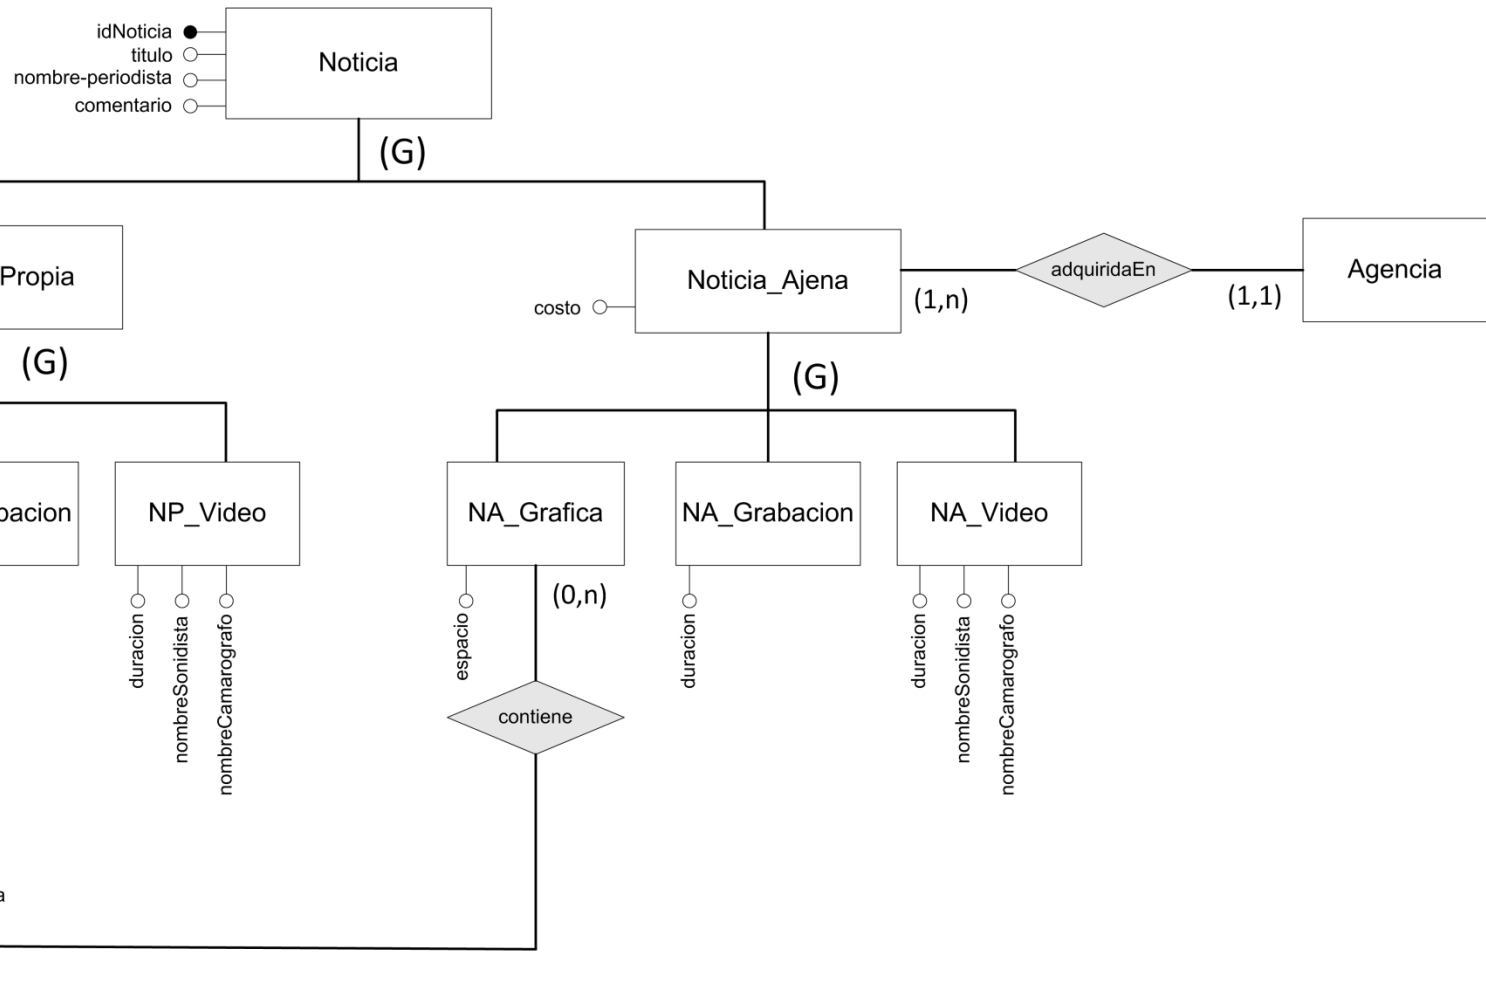 idNoticia
titulo
nombre-periodista
comentario
Noticia
(G)
Propia
Noticia_Ajena
costo
(1,n)
adquiridaEn
(1,1)
Agencia
(G)
(G)
bacion
NP_Video
NA_Grafica
NA_Grabacion
NA_Video
(0,n)
duracion
nombreSonidista
nombreCamarografo
espacio
duracion
duracion
nombreSonidista
nombreCamarografo
contiene
a